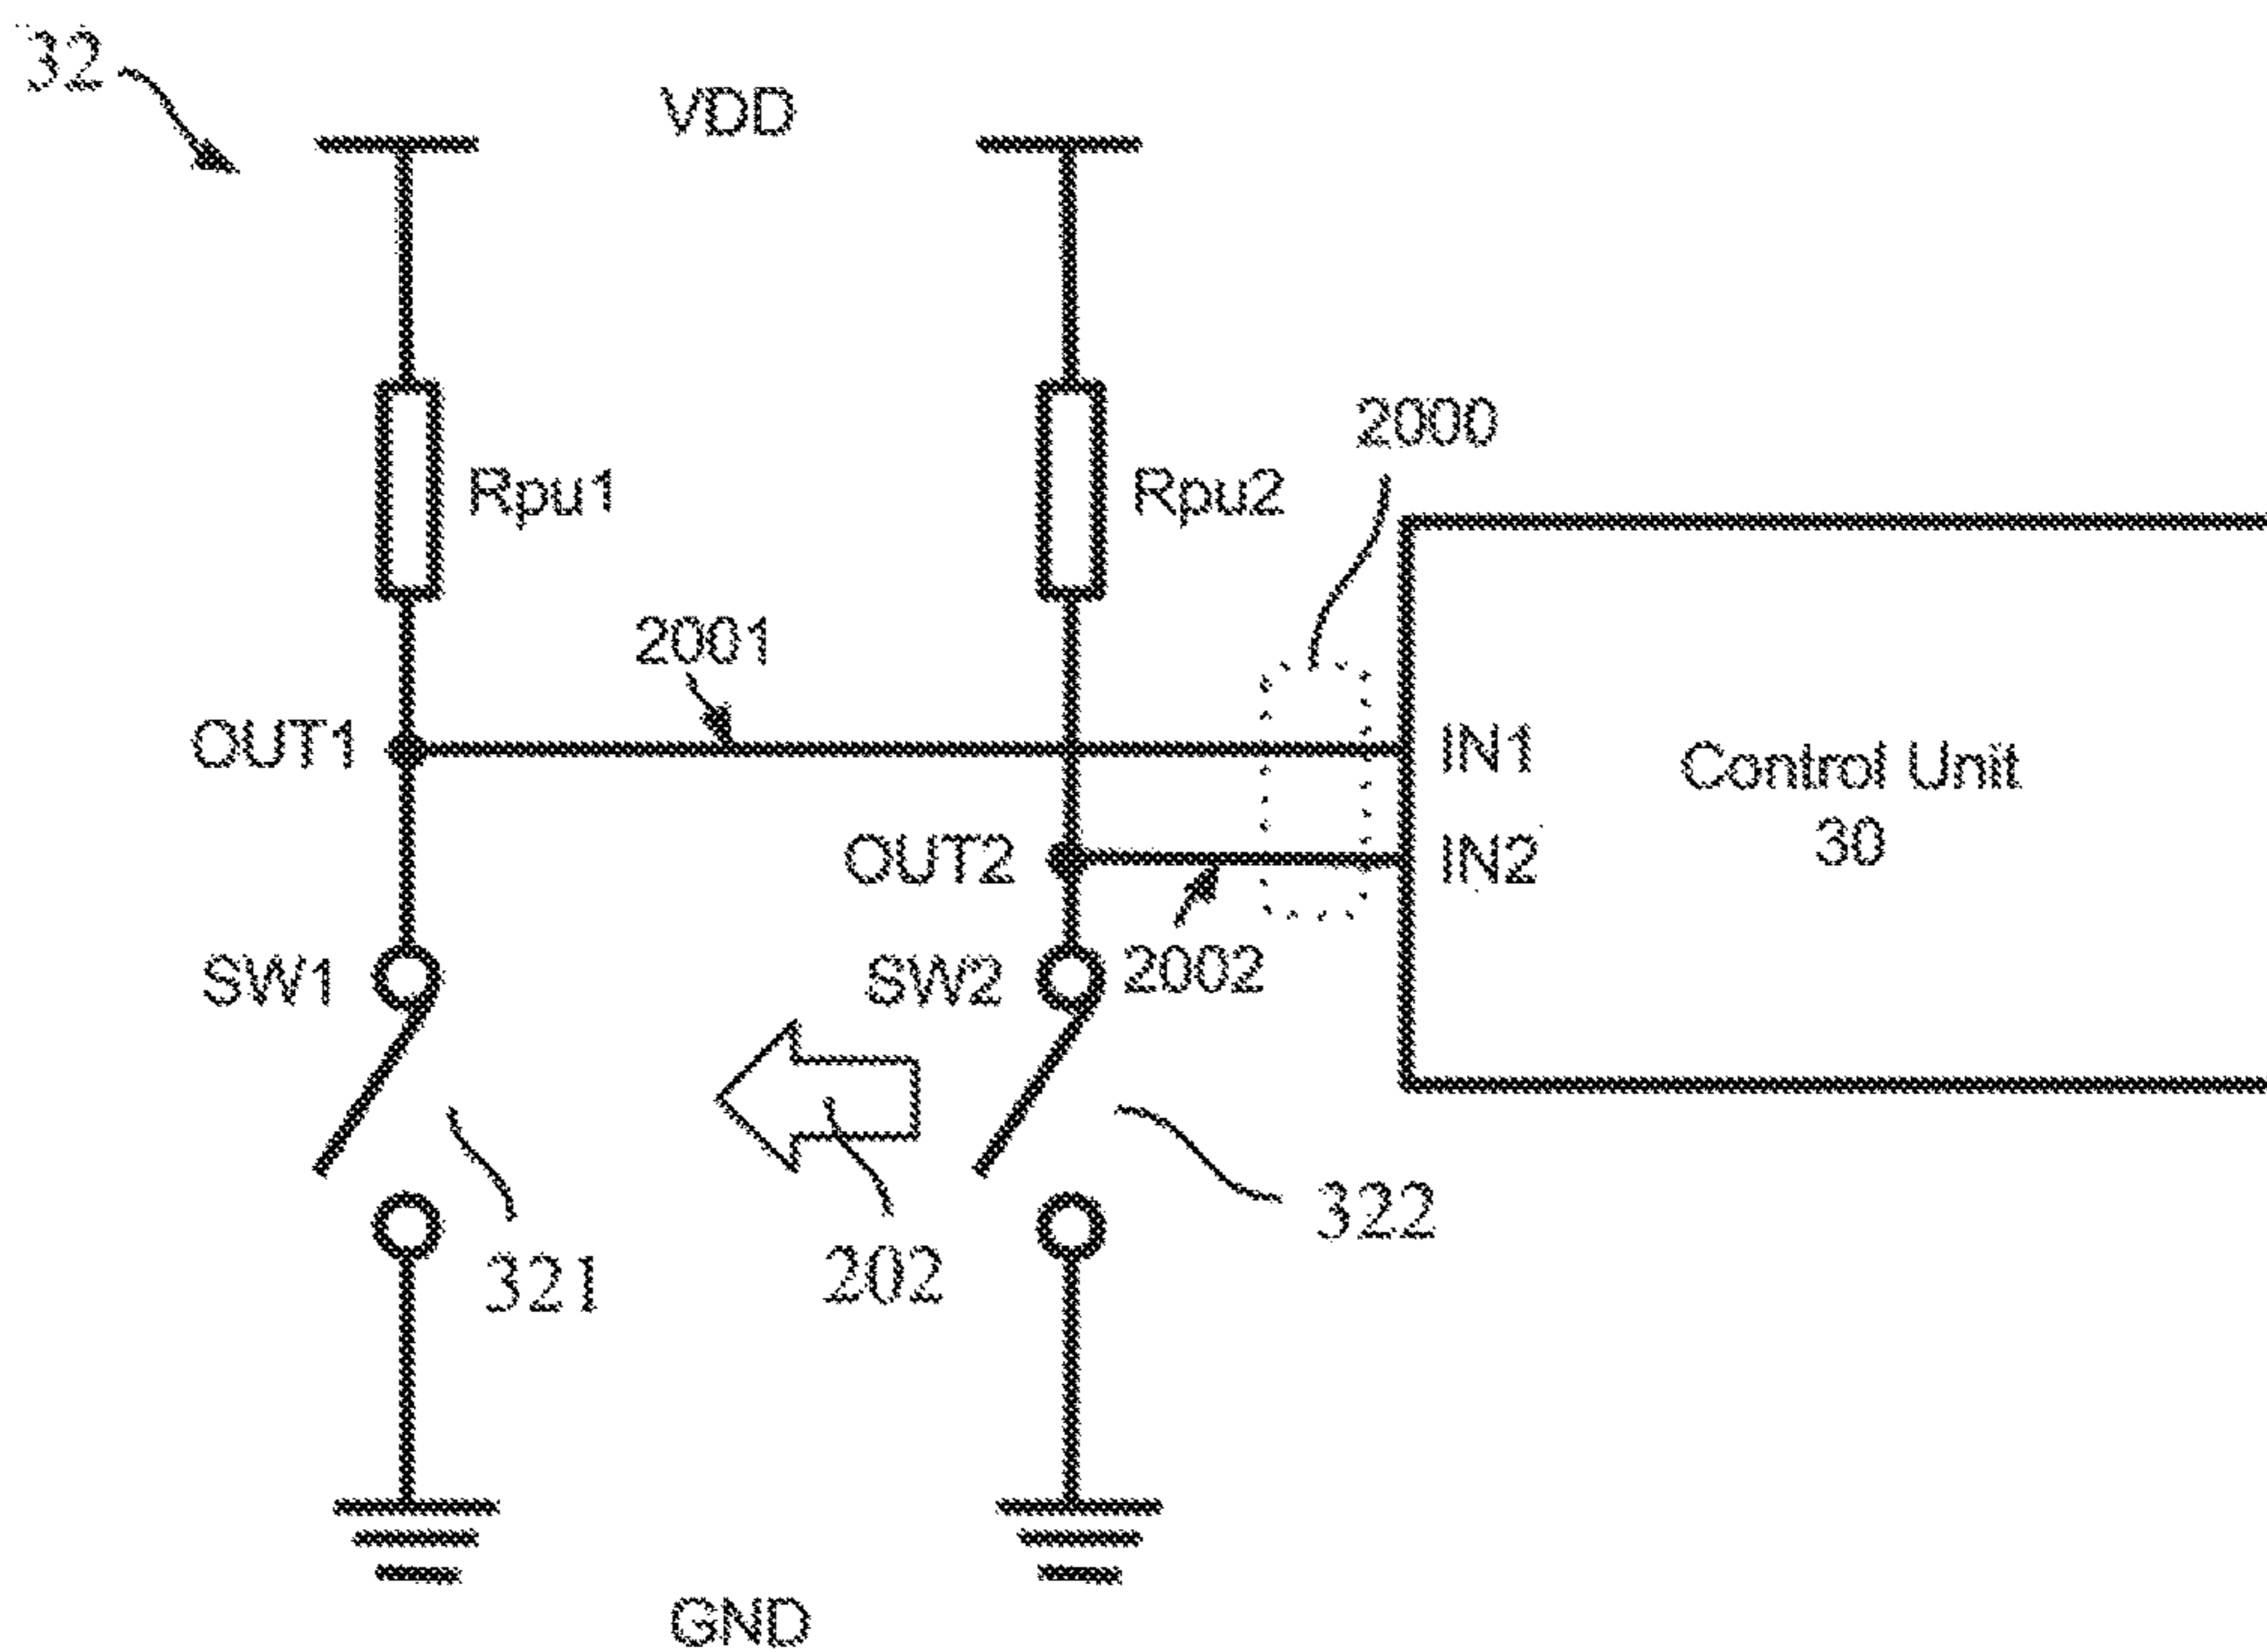 32
VDD
Rpu1
Rpu2
2000
2001
OUT1
IN1
Control Unit
30
OUT2
IN2
SW1
SW2
2002
321
202
322
GND